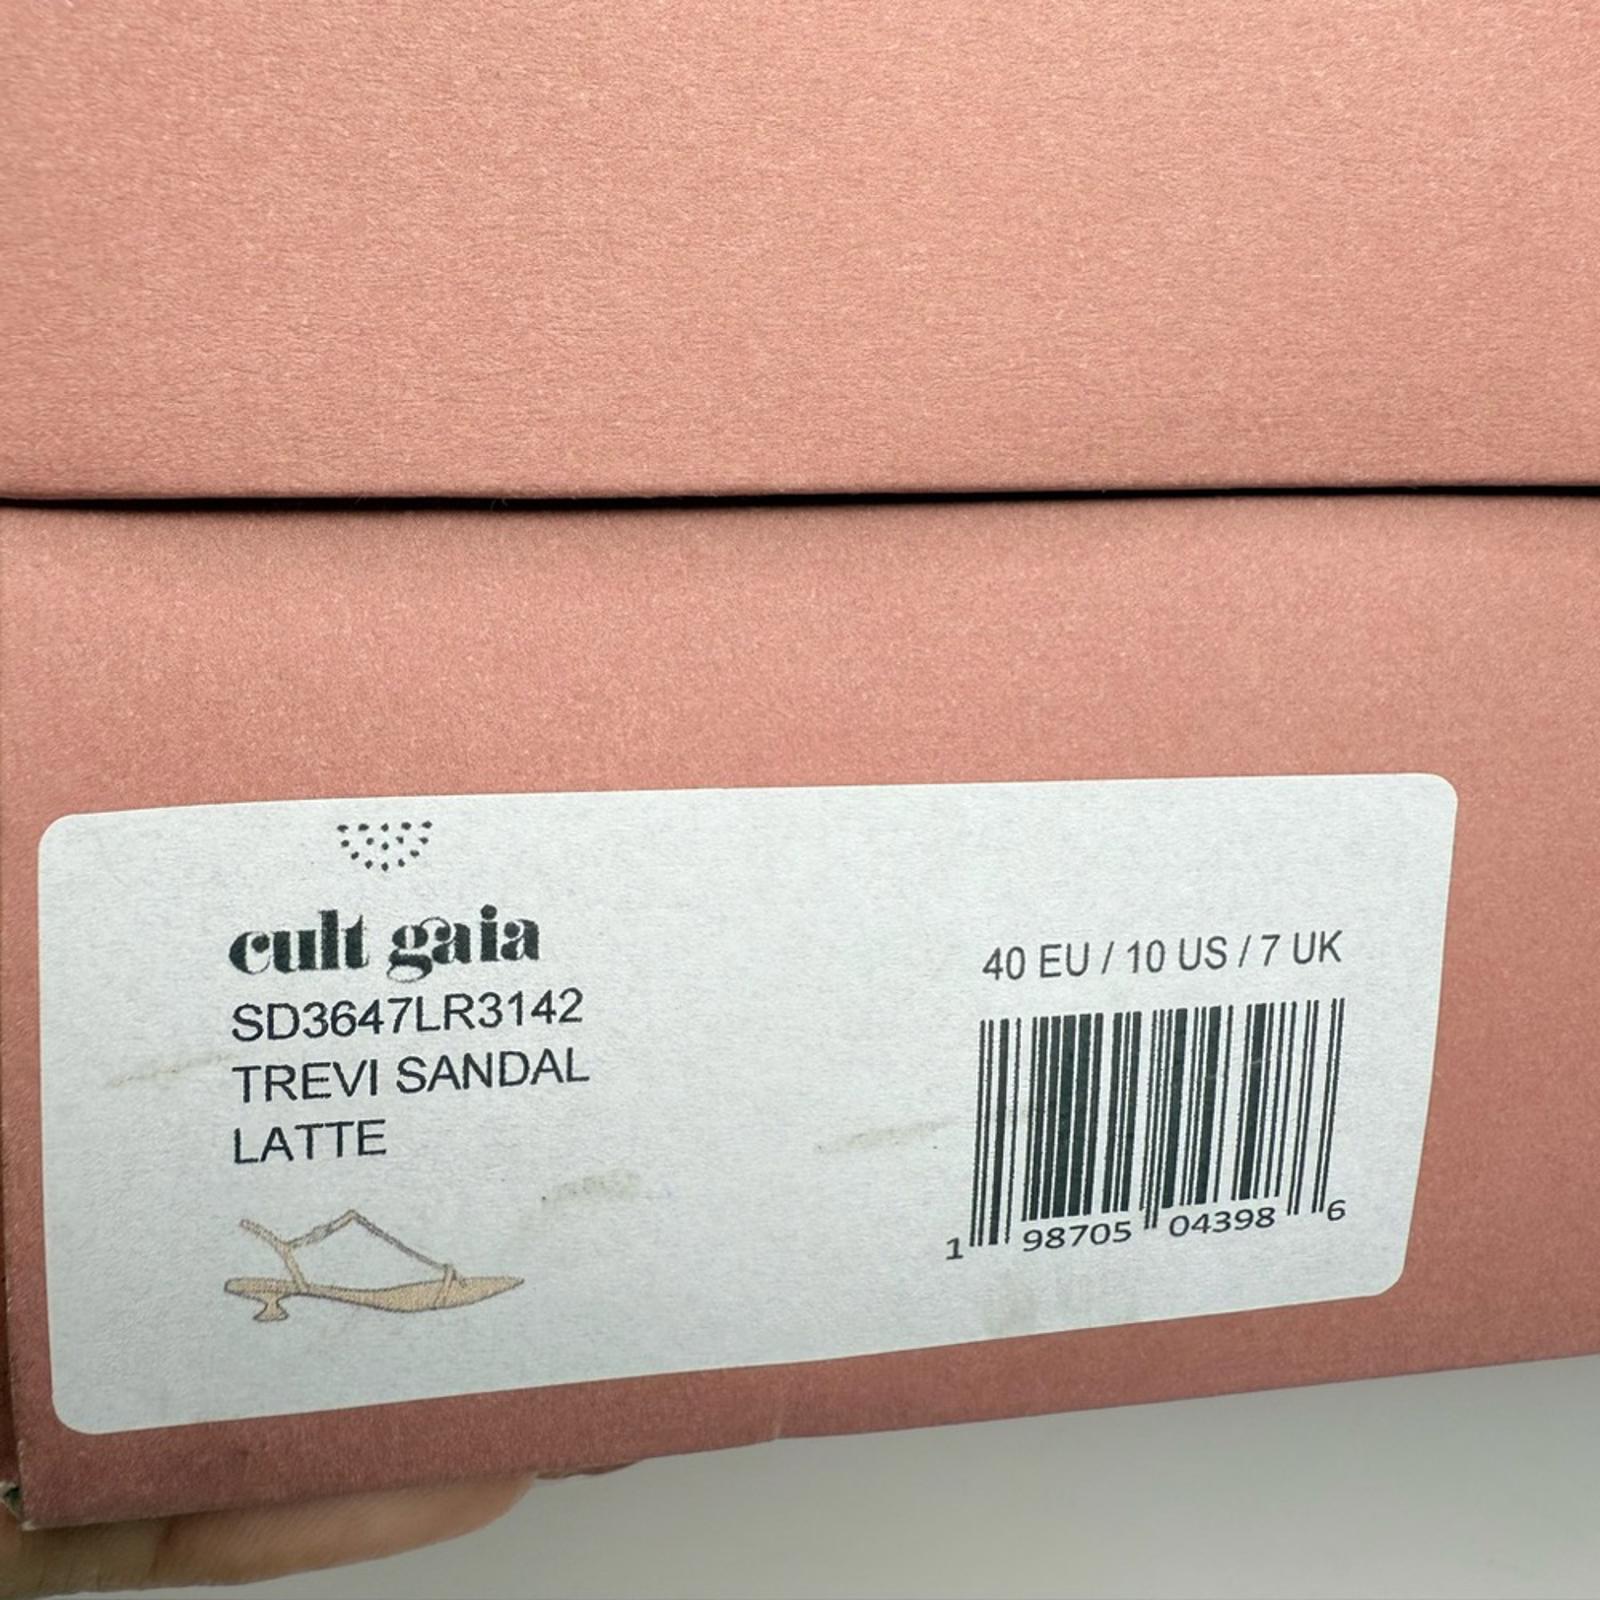 cult gaia
SD3647LR3142
TREVI SANDAL
LATTE
40 EU / 10 US / 7 UK
1 98705 04398 6